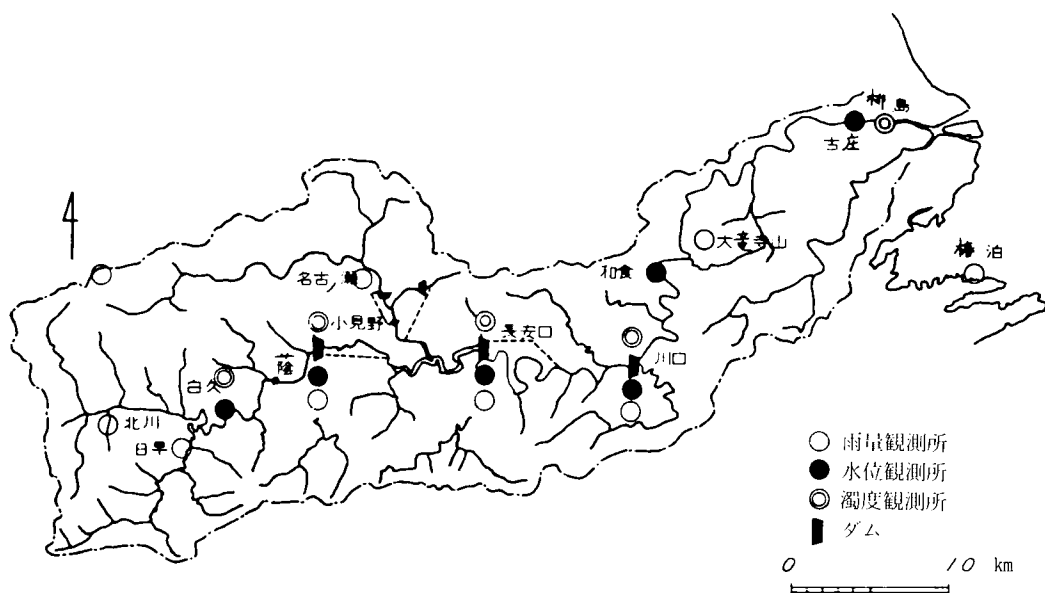 柳島
古庄
大竜寺山
椿泊
和食
名古ノ瀬
小見野
長安口
川口
蔭
白久
北川
日早
雨量観測所
水位観測所
濁度観測所
ダム
0 10 km